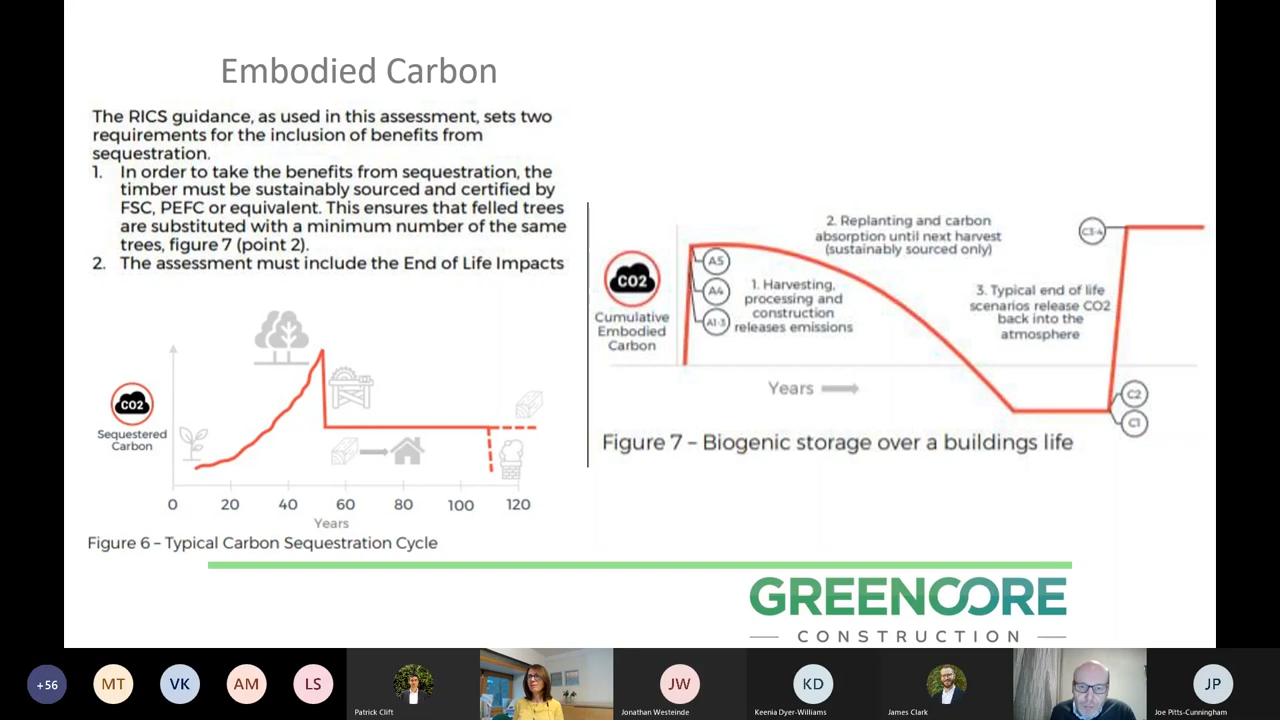 Embodied Carbon
The RICS guidance, as used in this assessment, sets two
requirements for the inclusion of benefits from
sequestration.
1. In order to take the benefits from sequestration, the
timber must be sustainably sourced and certified by
FSC, PEFC or equivalent. This ensures that felled trees
are substituted with a minimum number of the same
trees, figure 7 (point 2).
2. The assessment must include the End of Life Impacts
CO2
Sequestered
Carbon
0 20 40 60 80 100 120
Years
Figure 6 – Typical Carbon Sequestration Cycle
CO2
Cumulative
Embodied
Carbon
A5
A4
A1-3
1. Harvesting,
processing and
construction
releases emissions
2. Replanting and carbon
absorption until next harvest
(sustainably sourced only)
C3-4
3. Typical end of life
scenarios release CO2
back into the
atmosphere
C2
C1
Years
Figure 7 – Biogenic storage over a buildings life
GREENCORE
CONSTRUCTION
+56
MT
VK
AM
LS
Patrick Clift
JW
Jonathan Westeinde
KD
Keenia Dyer-Williams
James Clark
JP
Joe Pitts-Cunningham